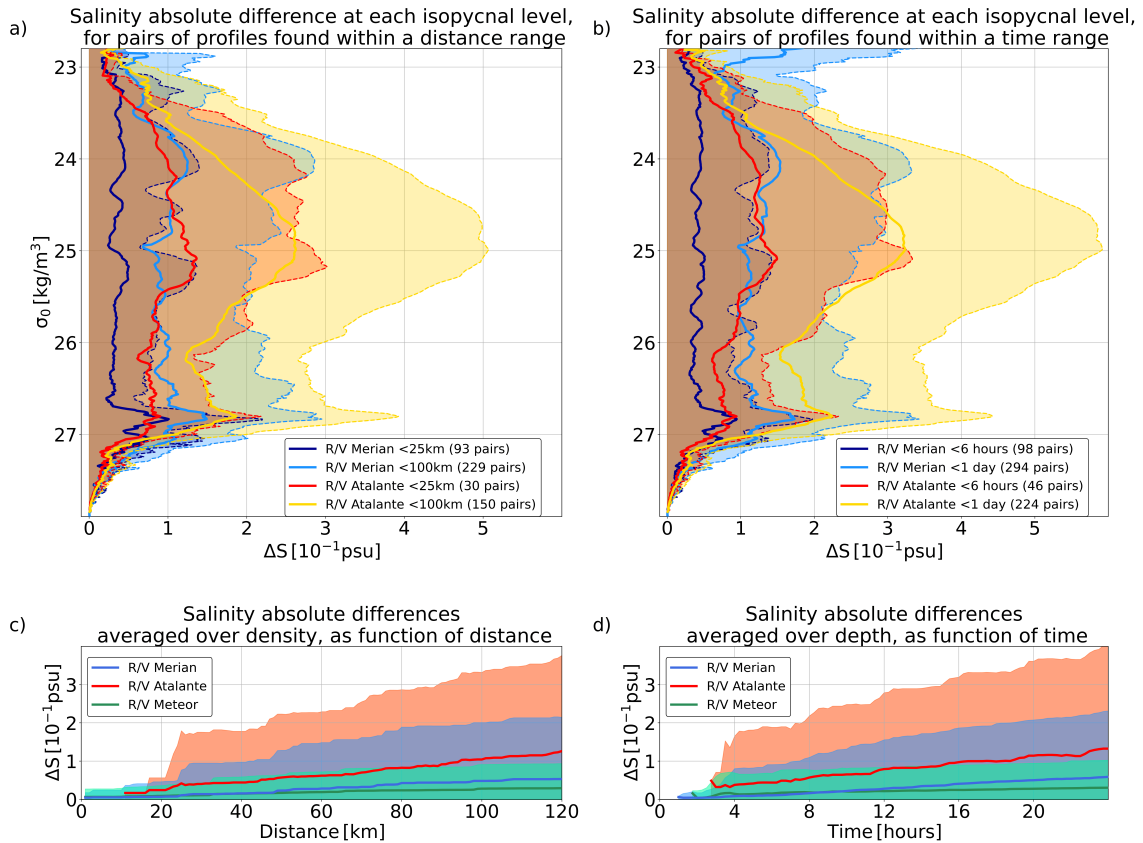 a)
Salinity absolute difference at each isopycnal level,
for pairs of profiles found within a distance range
23
24
25
26
27
σ0 [kg/m³]
R/V Merian <25km (93 pairs)
R/V Merian <100km (229 pairs)
R/V Atalante <25km (30 pairs)
R/V Atalante <100km (150 pairs)
0 1 2 3 4 5
ΔS [10⁻¹psu]
b)
Salinity absolute difference at each isopycnal level,
for pairs of profiles found within a time range
23
24
25
26
27
R/V Merian <6 hours (98 pairs)
R/V Merian <1 day (294 pairs)
R/V Atalante <6 hours (46 pairs)
R/V Atalante <1 day (224 pairs)
0 1 2 3 4 5
ΔS [10⁻¹psu]
c)
Salinity absolute differences
averaged over density, as function of distance
R/V Merian
R/V Atalante
R/V Meteor
3
2
1
0
ΔS [10⁻¹psu]
0 20 40 60 80 100 120
Distance [km]
d)
Salinity absolute differences
averaged over depth, as function of time
R/V Merian
R/V Atalante
R/V Meteor
3
2
1
0
ΔS [10⁻¹psu]
0 4 8 12 16 20
Time [hours]